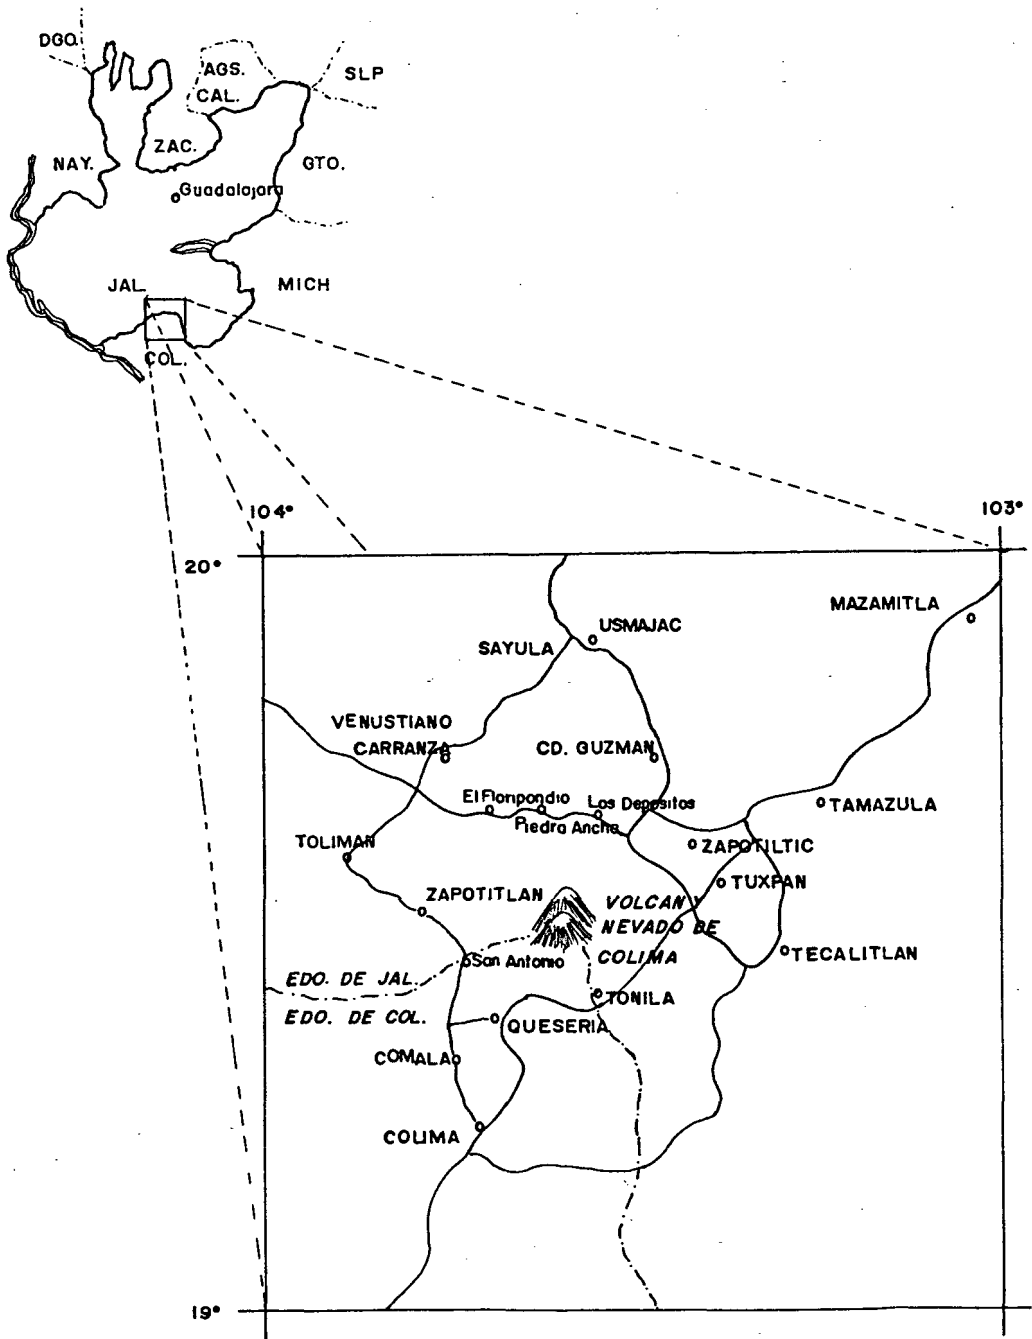 DGO.
AGS.
CAL.
SLP
ZAC.
NAY.
GTO.
Guadalajara
JAL.
MICH
COL.
104°
103°
20°
MAZAMITLA
USMAJAC
SAYULA
VENUSTIANO
CARRANZA
CD. GUZMAN
El Floripondio
Los Depositos
Piedra Ancha
TAMAZULA
TOLIMAN
ZAPOTILTIC
TUXPAN
ZAPOTITLAN
VOLCAN Y
NEVADO DE
COLIMA
TECALITLAN
San Antonio
EDO. DE JAL.
EDO. DE COL.
TONILA
QUESERIA
COMALA
COLIMA
19°